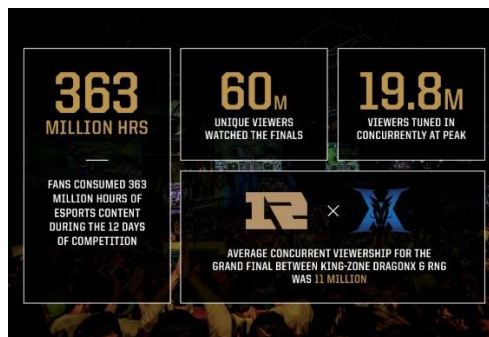 363
MILLION HRS
FANS CONSUMED 363
MILLION HOURS OF
ESPORTS CONTENT
DURING THE 12 DAYS
OF COMPETITION
60M
UNIQUE VIEWERS
WATCHED THE FINALS
19.8M
VIEWERS TUNED IN
CONCURRENTLY AT PEAK
×
AVERAGE CONCURRENT VIEWERSHIP FOR THE
GRAND FINAL BETWEEN KING-ZONE DRAGONX & RNG
WAS 11 MILLION